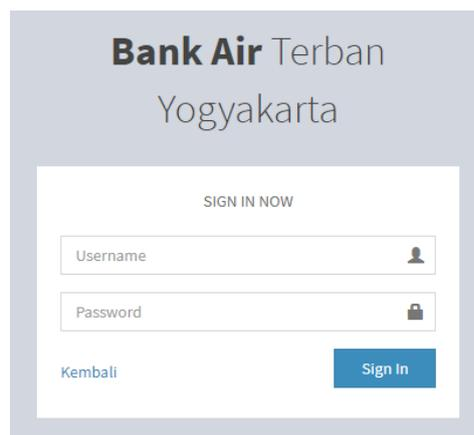 Bank Air Terban
Yogyakarta
SIGN IN NOW
Username
Password
Kembali
Sign In